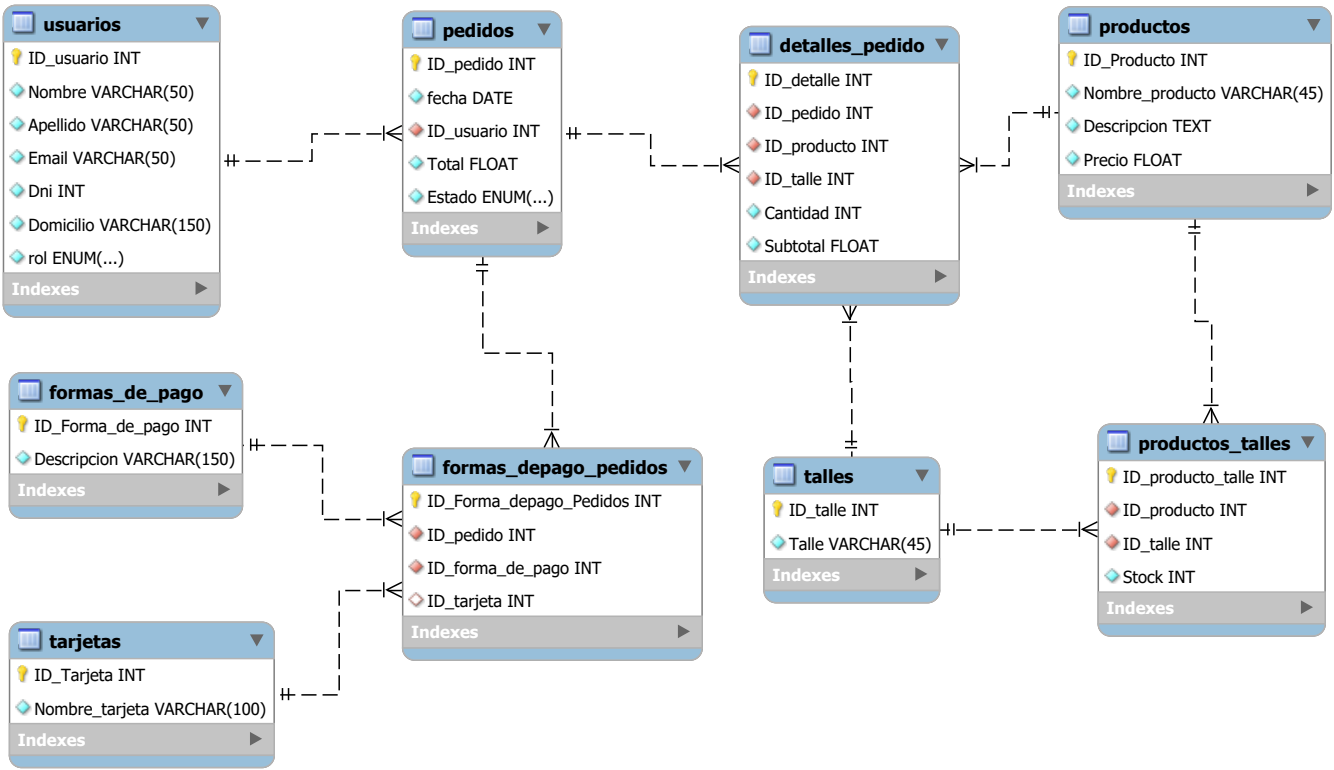 usuarios
ID_usuario INT
Nombre VARCHAR(50)
Apellido VARCHAR(50)
Email VARCHAR(50)
Dni INT
Domicilio VARCHAR(150)
rol ENUM(...)
Indexes
pedidos
ID_pedido INT
fecha DATE
ID_usuario INT
Total FLOAT
Estado ENUM(...)
Indexes
detalles_pedido
ID_detalle INT
ID_pedido INT
ID_producto INT
ID_talle INT
Cantidad INT
Subtotal FLOAT
Indexes
productos
ID_Producto INT
Nombre_producto VARCHAR(45)
Descripcion TEXT
Precio FLOAT
Indexes
formas_de_pago
ID_Forma_de_pago INT
Descripcion VARCHAR(150)
Indexes
formas_depago_pedidos
ID_Forma_depago_Pedidos INT
ID_pedido INT
ID_forma_de_pago INT
ID_tarjeta INT
Indexes
talles
ID_talle INT
Talle VARCHAR(45)
Indexes
productos_talles
ID_producto_talle INT
ID_producto INT
ID_talle INT
Stock INT
Indexes
tarjetas
ID_Tarjeta INT
Nombre_tarjeta VARCHAR(100)
Indexes